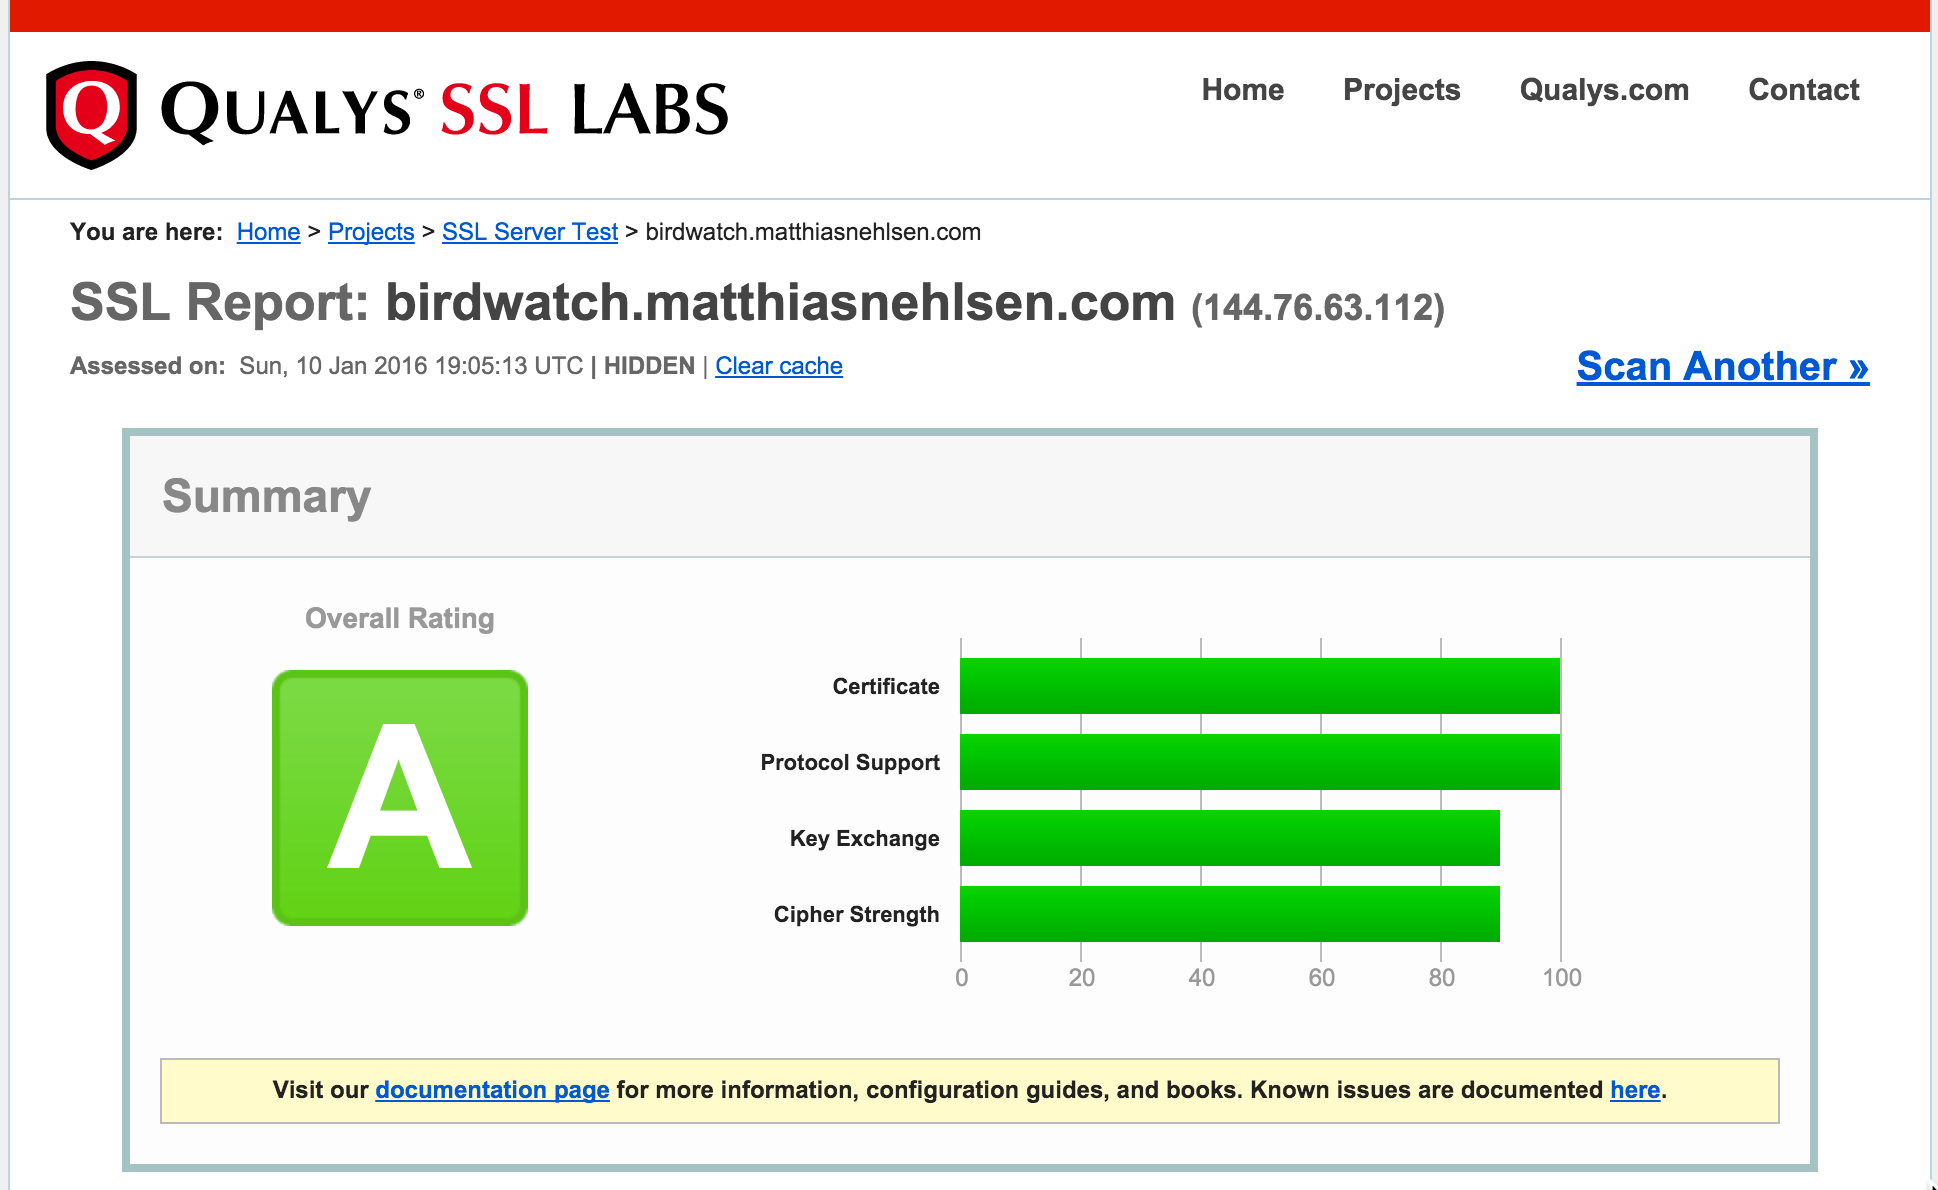 Q QUALYS® SSL LABS
Home Projects Qualys.com Contact
You are here: Home > Projects > SSL Server Test > birdwatch.matthiasnehlsen.com
SSL Report: birdwatch.matthiasnehlsen.com (144.76.63.112)
Assessed on: Sun, 10 Jan 2016 19:05:13 UTC | HIDDEN | Clear cache
Scan Another »
Summary
Overall Rating
A
Certificate
Protocol Support
Key Exchange
Cipher Strength
0 20 40 60 80 100
Visit our documentation page for more information, configuration guides, and books. Known issues are documented here.